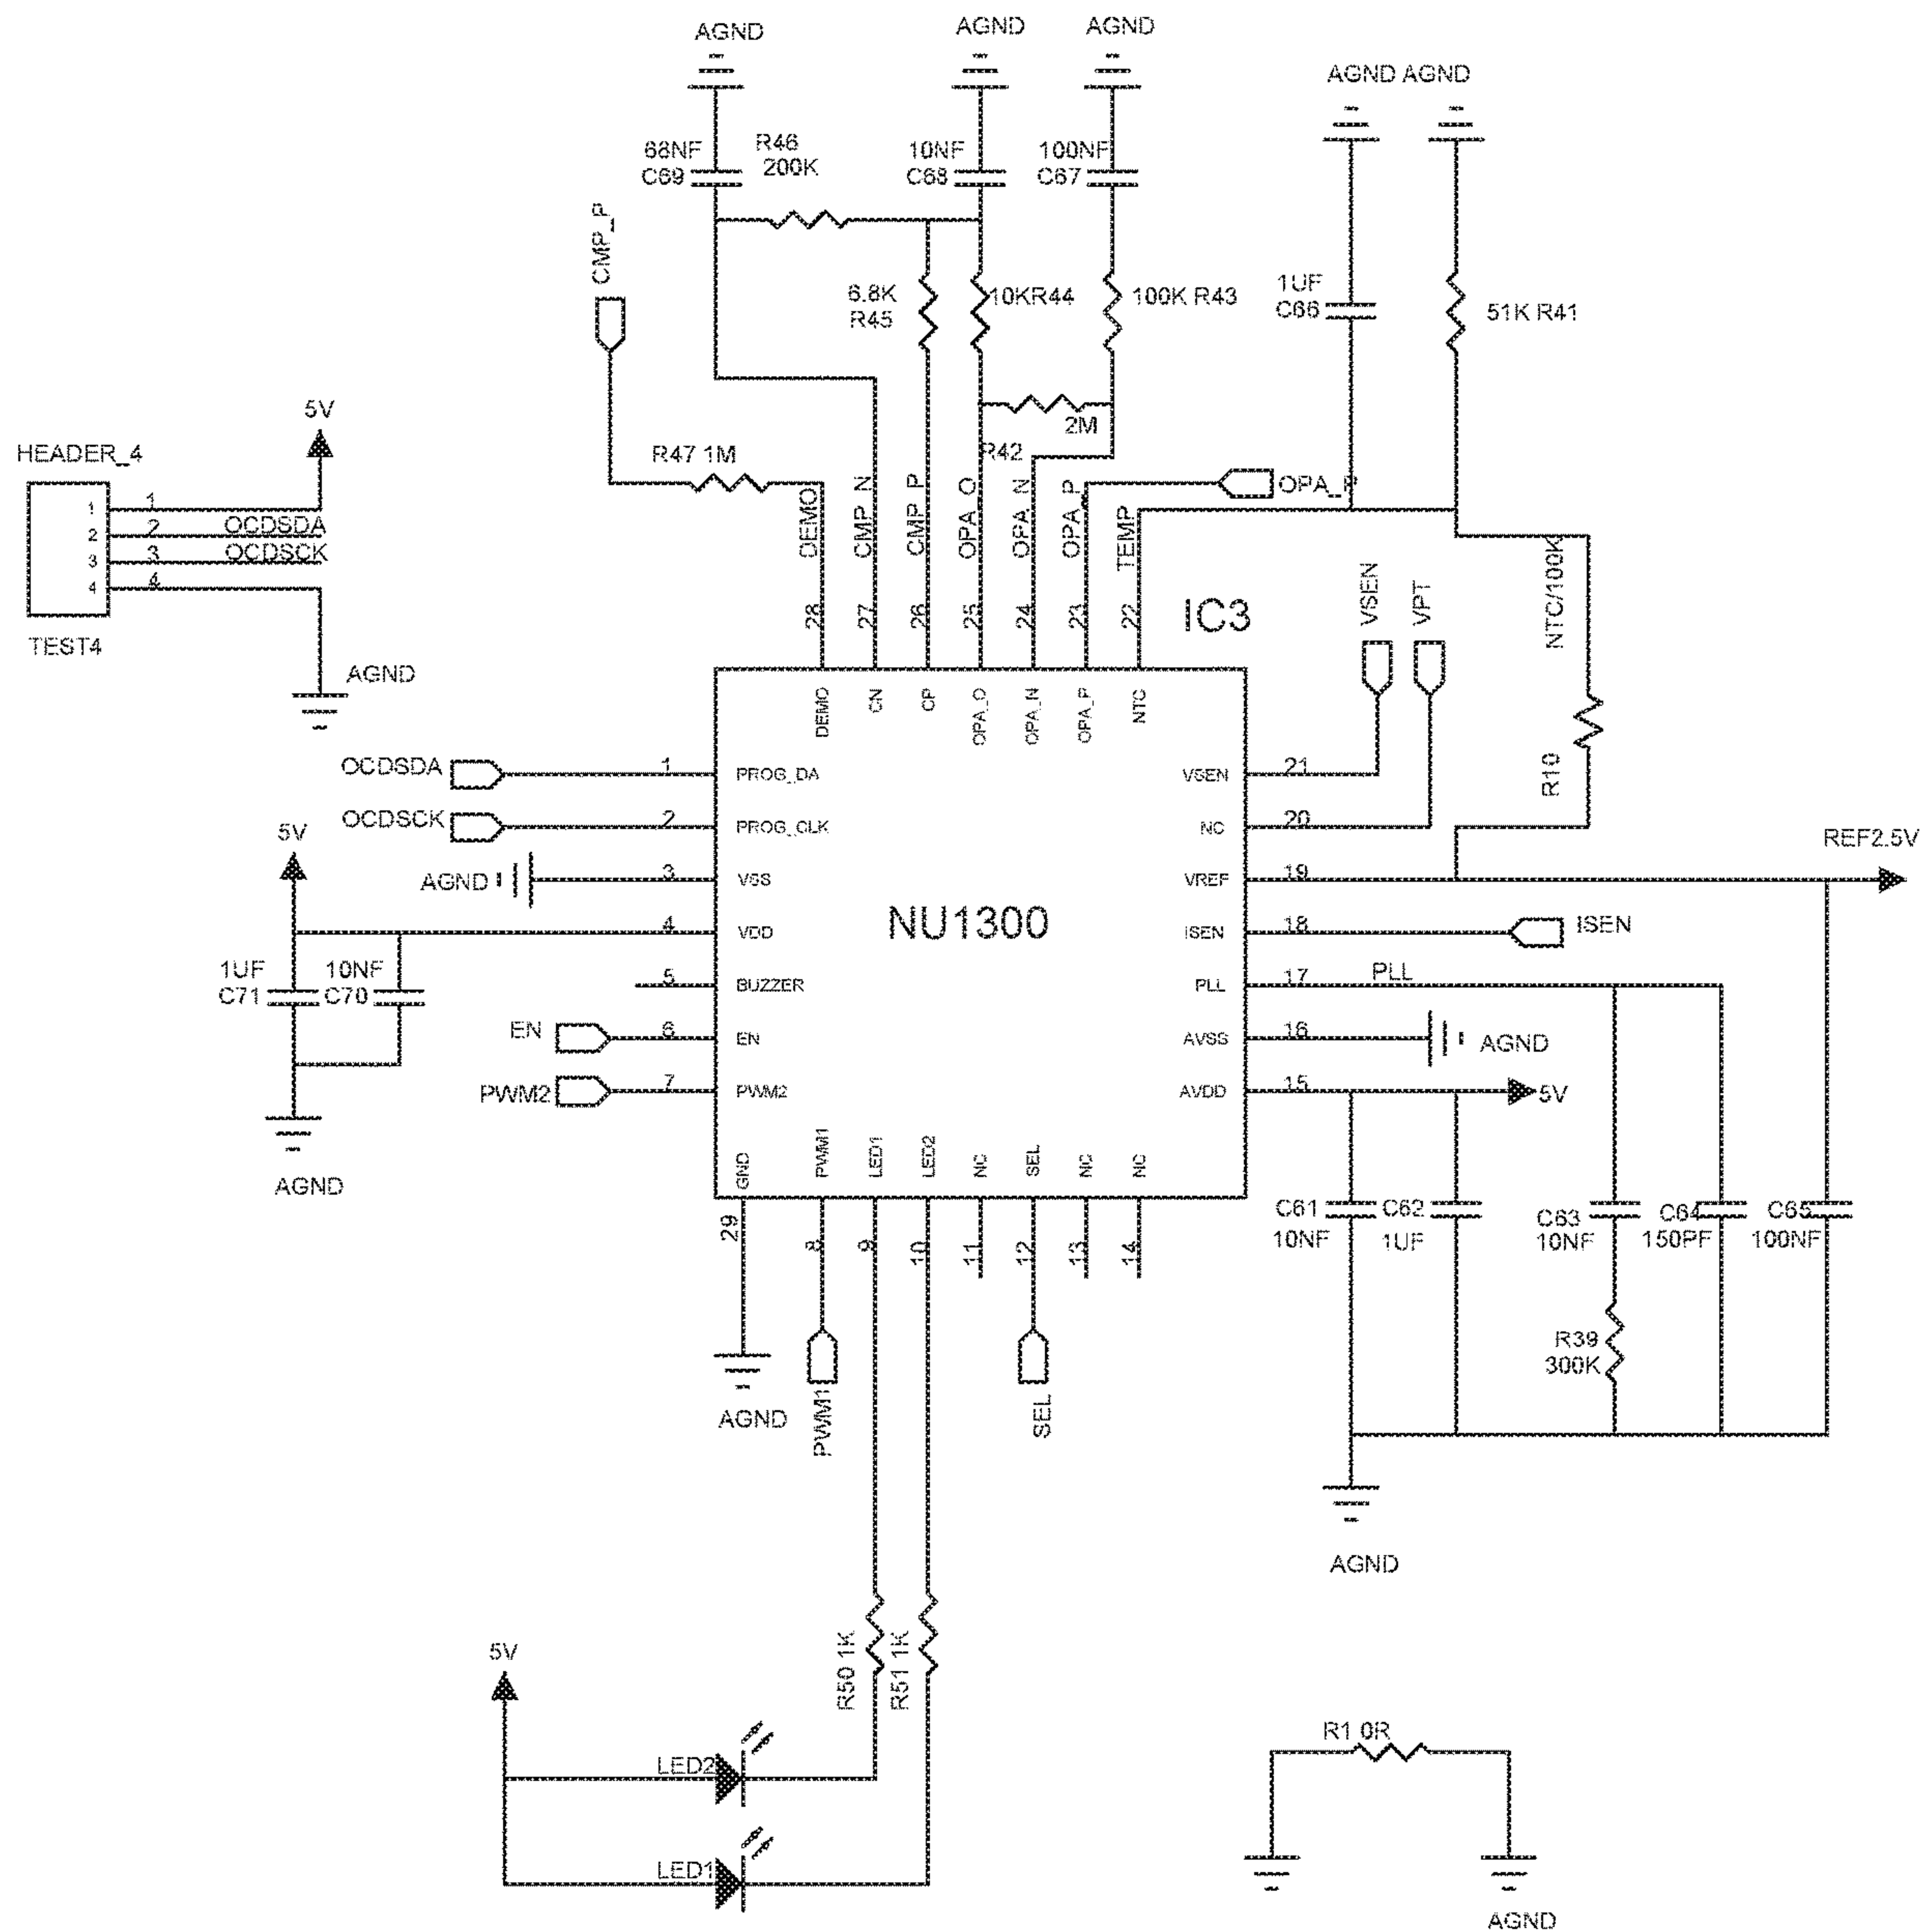 AGND
AGND
AGND
AGND AGND
68NF
C69
R46
200K
10NF
C68
100NF
C67
CMP_P
6.8K
R45
10KR44
100K R43
1UF
C66
51K R41
2M
R42
R47 1M
5V
HEADER_4
1
2
3
4
1
2
3
4
OCDSDA
OCDSCK
TEST4
AGND
DEMO
CMP_N
CMP_P
OPA_O
OPA_N
OPA_P
TEMP
OPA_P
28
27
26
25
24
23
22
IC3
VSEN
VPT
NTC/100K
R10
DEMO
CN
CP
OPA_O
OPA_N
OPA_P
NTC
OCDSDA
1
PROG_DA
VSEN
21
OCDSCK
2
PROG_CLK
NC
20
5V
AGND
3
VSS
VREF
19
REF2.5V
NU1300
4
VDD
ISEN
18
ISEN
1UF
C71
10NF
C70
5
BUZZER
PLL
17
PLL
EN
6
EN
AVSS
16
AGND
PWM2
7
PWM2
AVDD
15
5V
AGND
GND
PWM1
LED1
LED2
NC
SEL
NC
NC
29
8
9
10
11
12
13
14
C61
10NF
C62
1UF
C63
10NF
C64
150PF
C65
100NF
R39
300K
AGND
PWM1
SEL
AGND
R50 1K
R51 1K
5V
LED2
LED1
R1 0R
AGND